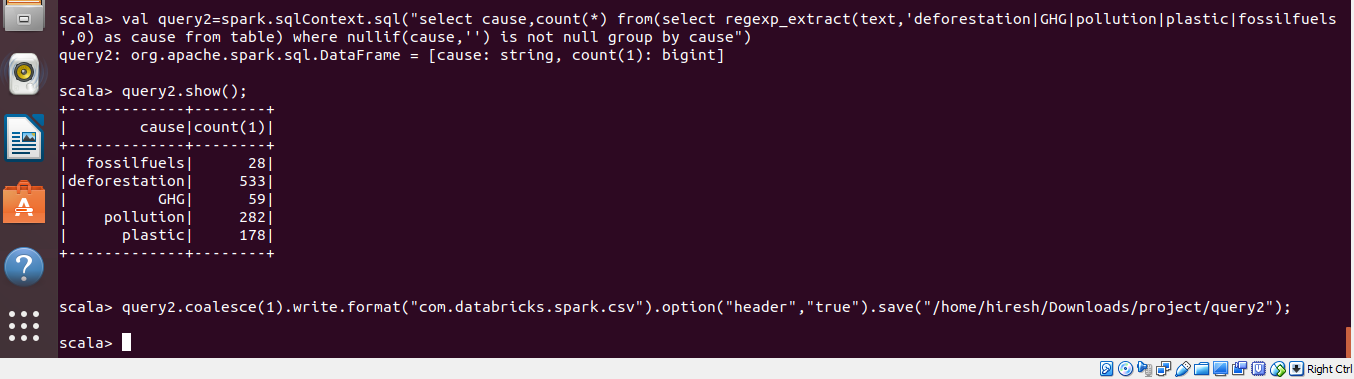 scala> val query2=spark.sqlContext.sql("select cause,count(*) from(select regexp_extract(text,'deforestation|GHG|pollution|plastic|fossilfuels
',0) as cause from table) where nullif(cause,'') is not null group by cause")
query2: org.apache.spark.sql.DataFrame = [cause: string, count(1): bigint]
scala> query2.show();
+-------------+--------+
|        cause|count(1)|
+-------------+--------+
|  fossilfuels|      28|
|deforestation|     533|
|          GHG|      59|
|    pollution|     282|
|      plastic|     178|
+-------------+--------+
scala> query2.coalesce(1).write.format("com.databricks.spark.csv").option("header","true").save("/home/hiresh/Downloads/project/query2");
scala>
Right Ctrl